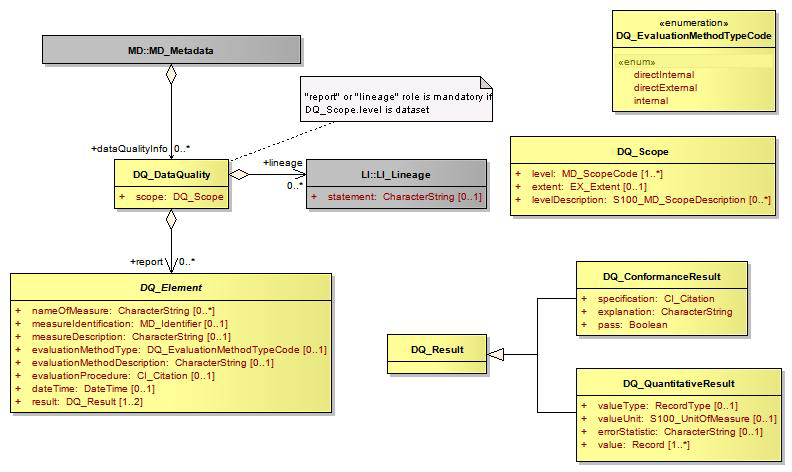 MD::MD_Metadata
+dataQualityInfo 0..*
"report" or "lineage" role is mandatory if
DQ_Scope.level is dataset
DQ_DataQuality
+ scope: DQ_Scope
+lineage
0..*
LI::LI_Lineage
+ statement: CharacterString [0..1]
+report 0..*
DQ_Element
+ nameOfMeasure: CharacterString [0..*]
+ measureIdentification: MD_Identifier [0..1]
+ measureDescription: CharacterString [0..1]
+ evaluationMethodType: DQ_EvaluationMethodTypeCode [0..1]
+ evaluationMethodDescription: CharacterString [0..1]
+ evaluationProcedure: CI_Citation [0..1]
+ dateTime: DateTime [0..1]
+ result: DQ_Result [1..2]
«enumeration»
DQ_EvaluationMethodTypeCode
«enum»
directInternal
directExternal
internal
DQ_Scope
+ level: MD_ScopeCode [1..*]
+ extent: EX_Extent [0..1]
+ levelDescription: S100_MD_ScopeDescription [0..*]
DQ_Result
DQ_ConformanceResult
+ specification: CI_Citation
+ explanation: CharacterString
+ pass: Boolean
DQ_QuantitativeResult
+ valueType: RecordType [0..1]
+ valueUnit: S100_UnitOfMeasure [0..1]
+ errorStatistic: CharacterString [0..1]
+ value: Record [1..*]